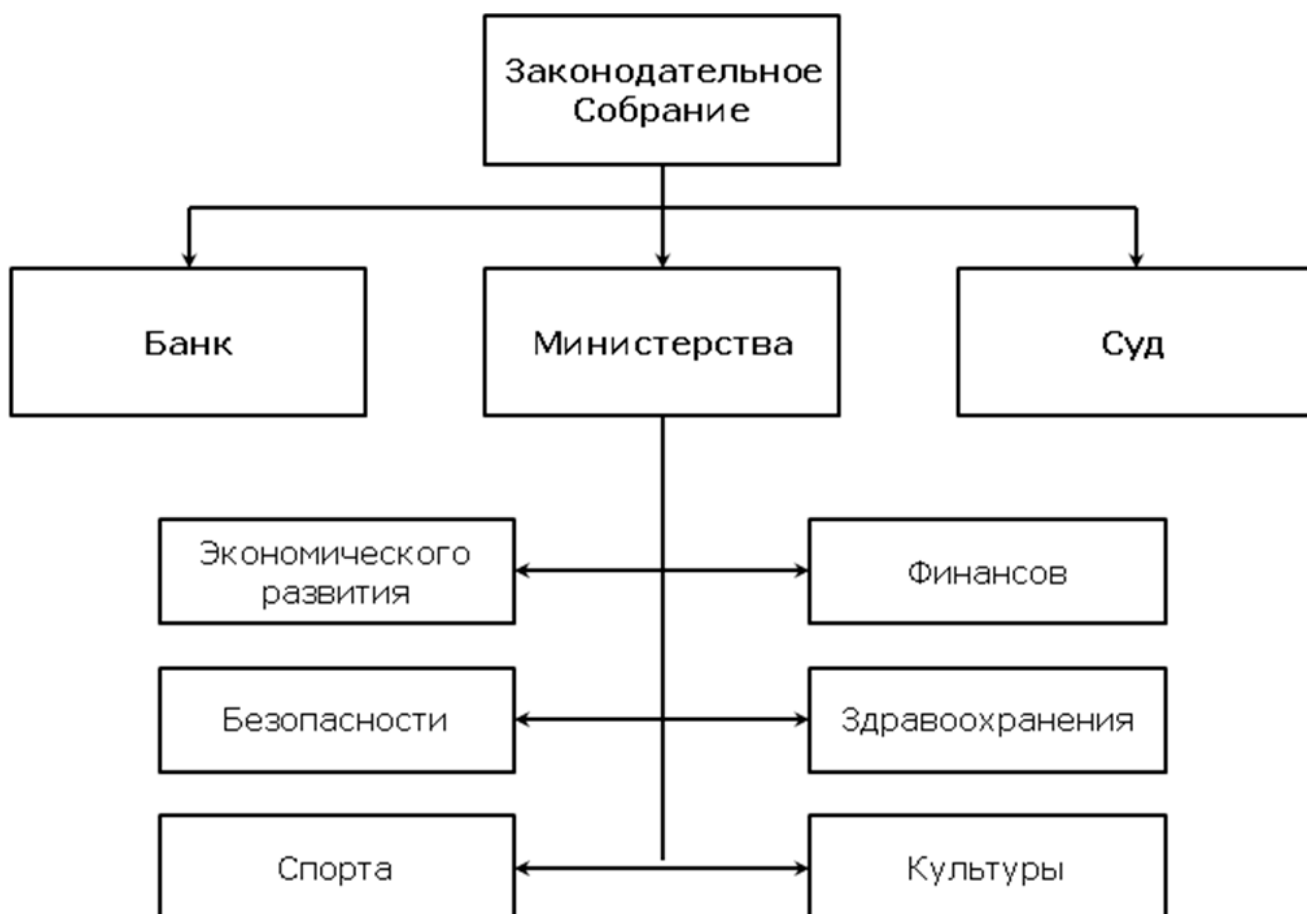 Законодательное
Собрание
Банк
Министерства
Суд
Экономического
развития
Финансов
Безопасности
Здравоохранения
Спорта
Культуры